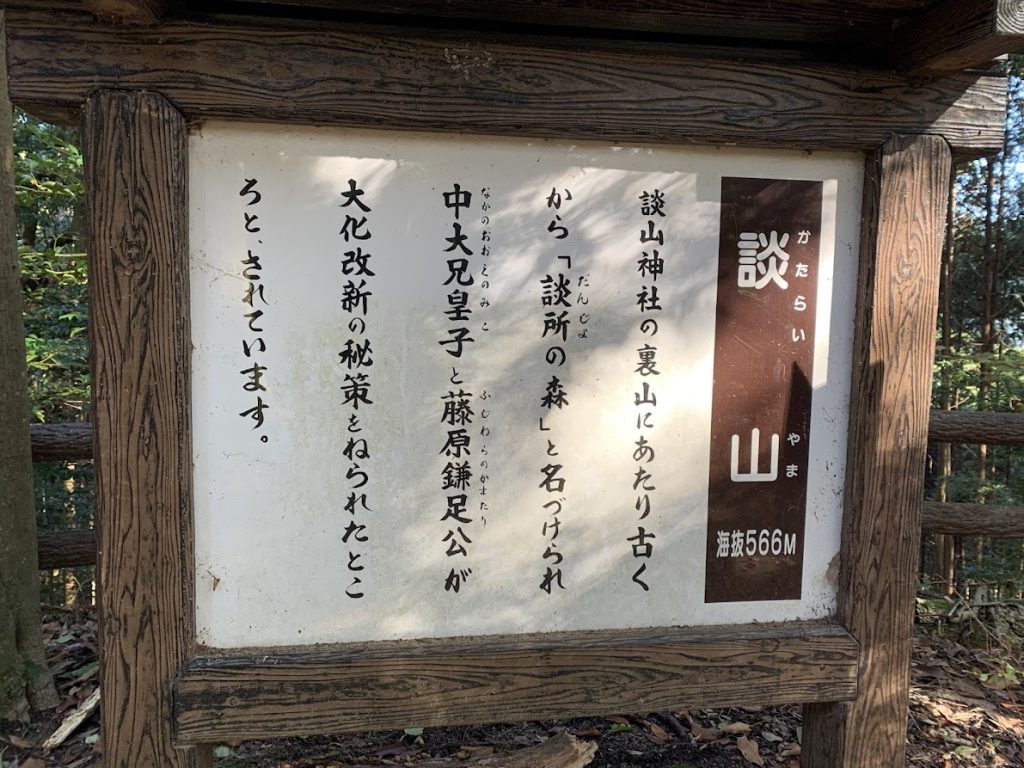 談山
かたらいやま
海抜566M
談山神社の裏山にあたり古く
から「談所の森」と名づけられ
だんじよ
中大兄皇子と藤原鎌足公が
なかのおおえのみこ
ふじわらのかまたり
大化改新の秘策をねられたとこ
ろと、されています。